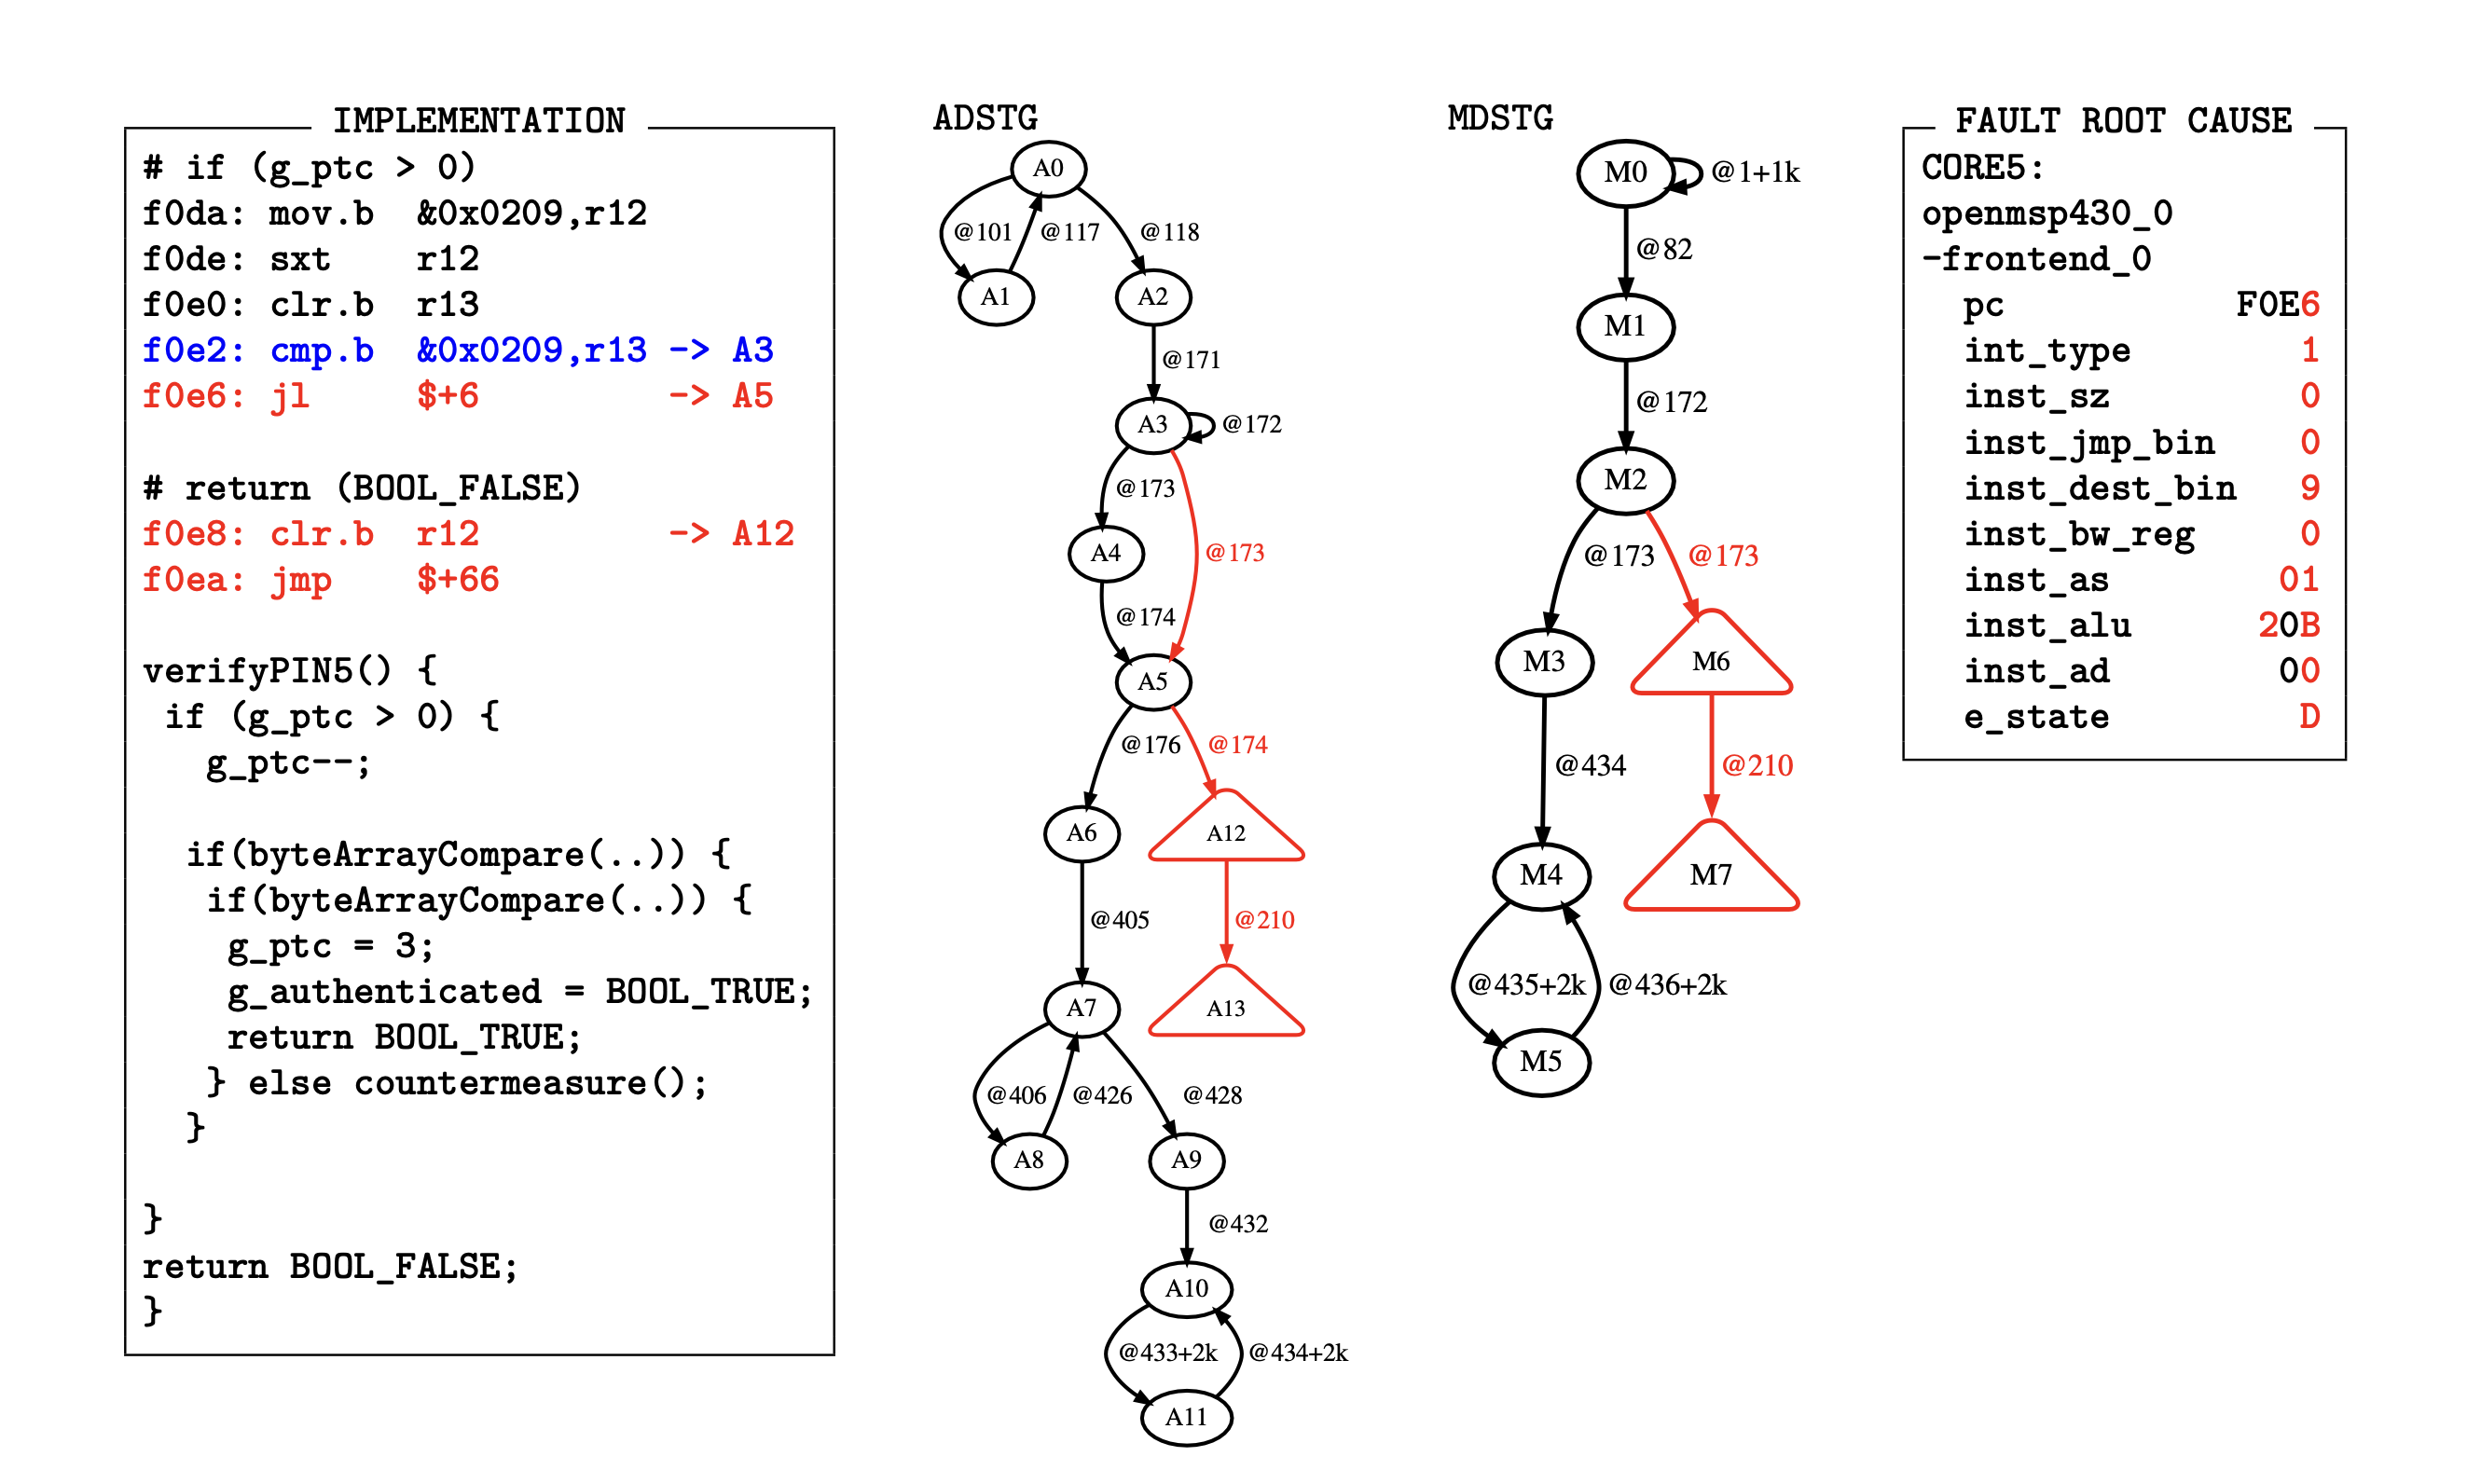 IMPLEMENTATION
# if (g_ptc > 0)
f0da: mov.b &0x0209,r12
f0de: sxt r12
f0e0: clr.b r13
f0e2: cmp.b &0x0209,r13 -> A3
f0e6: jl $+6 -> A5
# return (BOOL_FALSE)
f0e8: clr.b r12 -> A12
f0ea: jmp $+66
verifyPIN5() {
if (g_ptc > 0) {
g_ptc--;
if(byteArrayCompare(..)) {
if(byteArrayCompare(..)) {
g_ptc = 3;
g_authenticated = BOOL_TRUE;
return BOOL_TRUE;
} else countermeasure();
}
}
return BOOL_FALSE;
}
ADSTG
A0
@101
@117
@118
A1
A2
@171
A3
@172
@173
@173
A4
@174
A5
@176
@174
A6
A12
@405
@210
A7
A13
@406
@426
@428
A8
A9
@432
A10
@433+2k
@434+2k
A11
MDSTG
M0
@1+1k
@82
M1
@172
M2
@173
@173
M3
M6
@434
@210
M4
M7
@435+2k
@436+2k
M5
FAULT ROOT CAUSE
CORE5:
openmsp430_0
-frontend_0
pc F0E6
int_type 1
inst_sz 0
inst_jmp_bin 0
inst_dest_bin 9
inst_bw_reg 0
inst_as 01
inst_alu 20B
inst_ad 00
e_state D